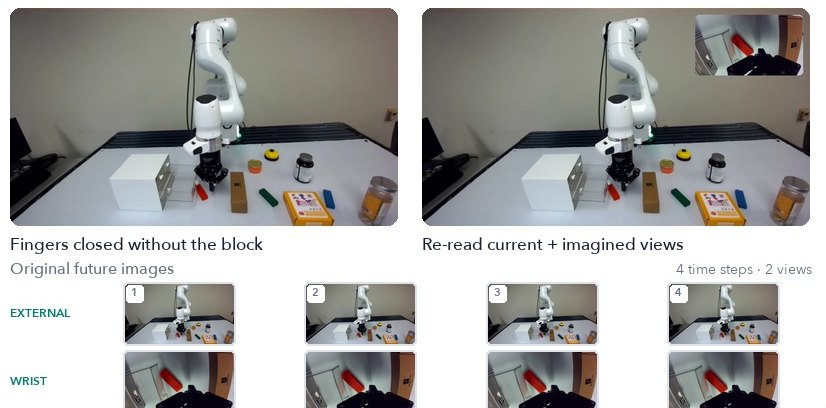 Fingers closed without the block
Re-read current + imagined views
Original future images
4 time steps · 2 views
EXTERNAL
1
2
3
4
WRIST